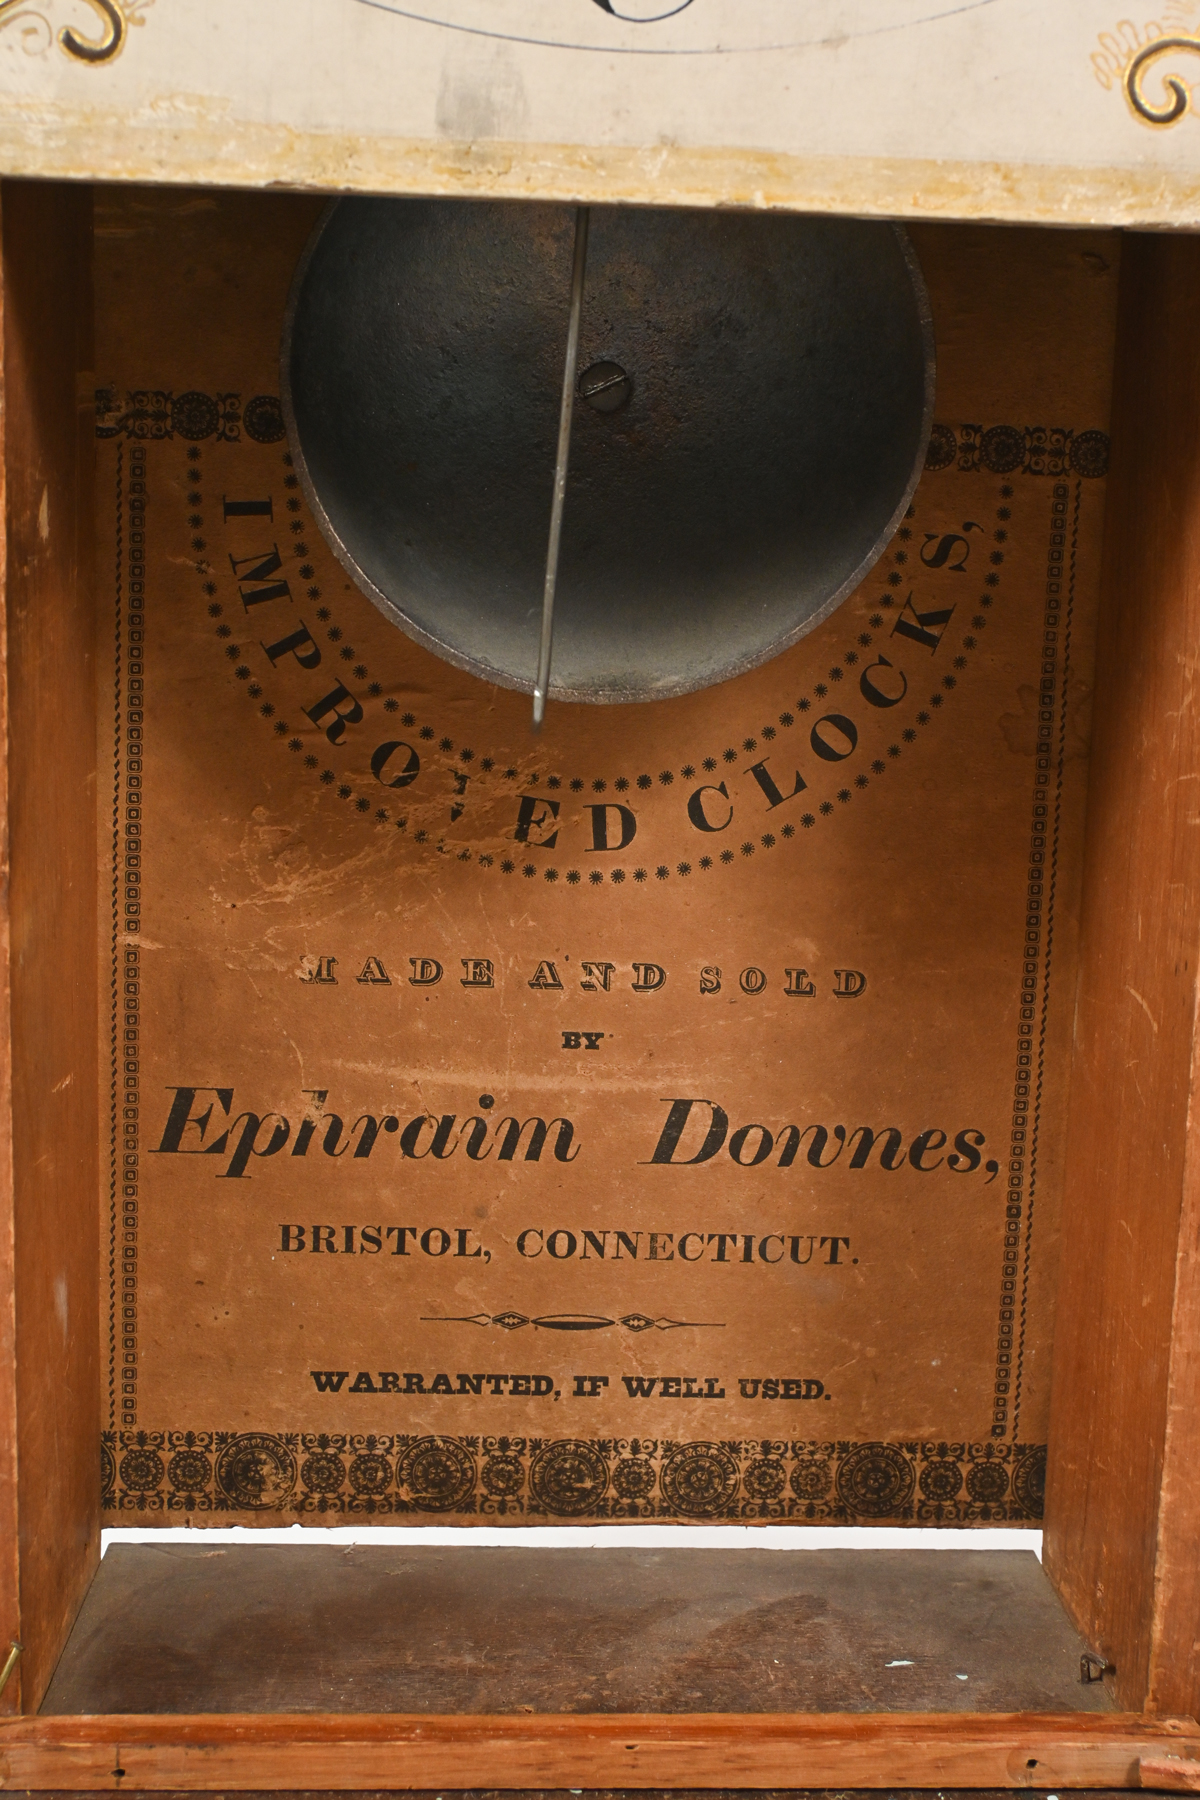 IMPROVED CLOCKS,
MADE AND SOLD
BY
Ephraim Downes,
BRISTOL, CONNECTICUT.
WARRANTED, IF WELL USED.